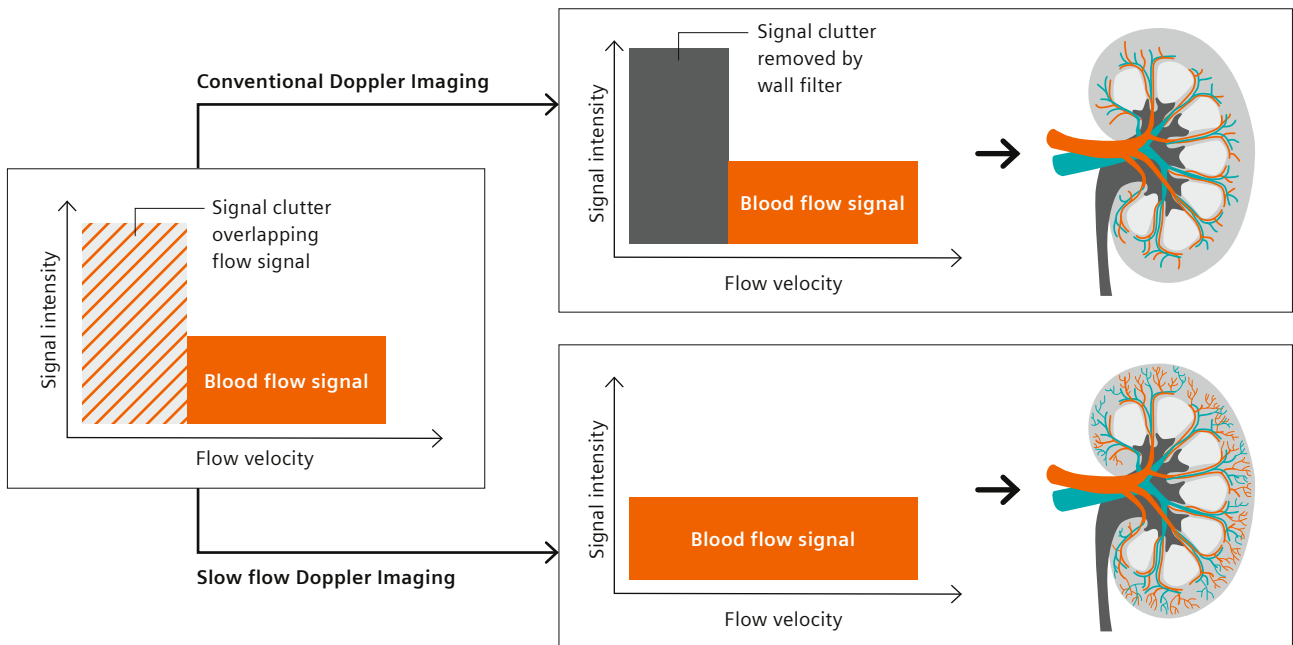 Conventional Doppler Imaging
Signal intensity
Signal clutter
overlapping
flow signal
Blood flow signal
Flow velocity
Slow flow Doppler Imaging
Signal intensity
Signal clutter
removed by
wall filter
Blood flow signal
Flow velocity
Signal intensity
Blood flow signal
Flow velocity